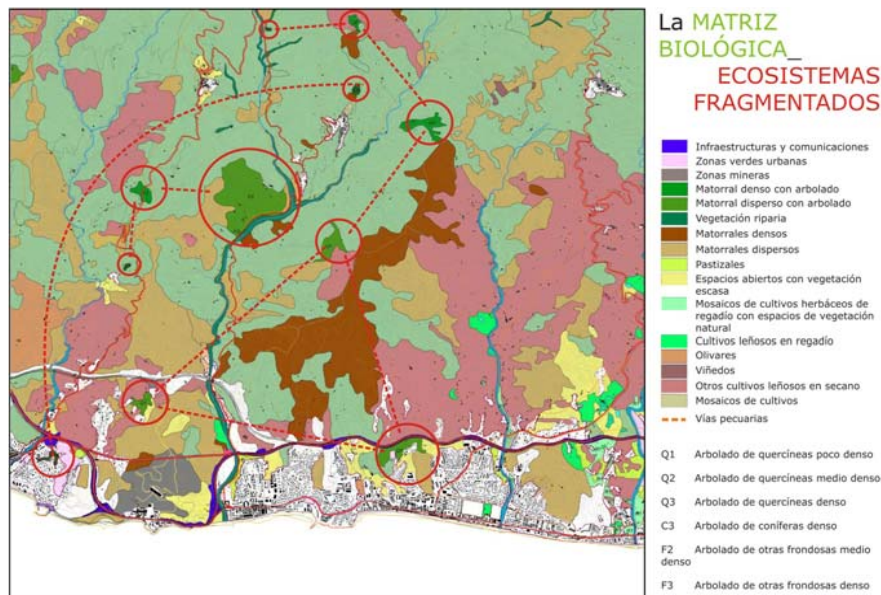 La MATRIZ
BIOLÓGICA_
ECOSISTEMAS
FRAGMENTADOS
Infraestructuras y comunicaciones
Zonas verdes urbanas
Zonas mineras
Matorral denso con arbolado
Matorral disperso con arbolado
Vegetación riparia
Matorrales densos
Matorrales dispersos
Pastizales
Espacios abiertos con vegetación
escasa
Mosaicos de cultivos herbáceos de
regadío con espacios de vegetación
natural
Cultivos leñosos en regadío
Olivares
Viñedos
Otros cultivos leñosos en secano
Mosaicos de cultivos
Vías pecuarias
Q1 Arbolado de quercíneas poco denso
Q2 Arbolado de quercíneas medio denso
Q3 Arbolado de quercíneas denso
C3 Arbolado de coníferas denso
F2 Arbolado de otras frondosas medio
denso
F3 Arbolado de otras frondosas denso